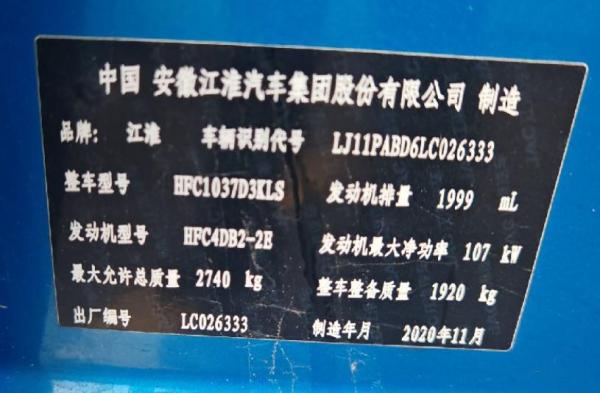 中国 安徽江淮汽车集团股份有限公司 制造
品牌: 江淮 车辆识别代号 LJ11PABD6LC026333
整车型号 HFC1037D3KLS 发动机排量 1999 mL
发动机型号 HFC4DB2-2E 发动机最大净功率 107 kW
最大允许总质量 2740 kg 整车整备质量 1920 kg
出厂编号 LC026333 制造年月 2020年11月